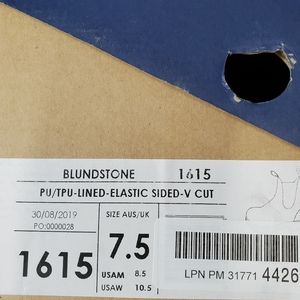 BLUNDSTONE 1615
PU/TPU-LINED-ELASTIC SIDED-V CUT
30/08/2019
PO:0000028
1615
SIZE AUS/UK
7.5
USAM 8.5
USAW 10.5
LPN PM 31771 4426